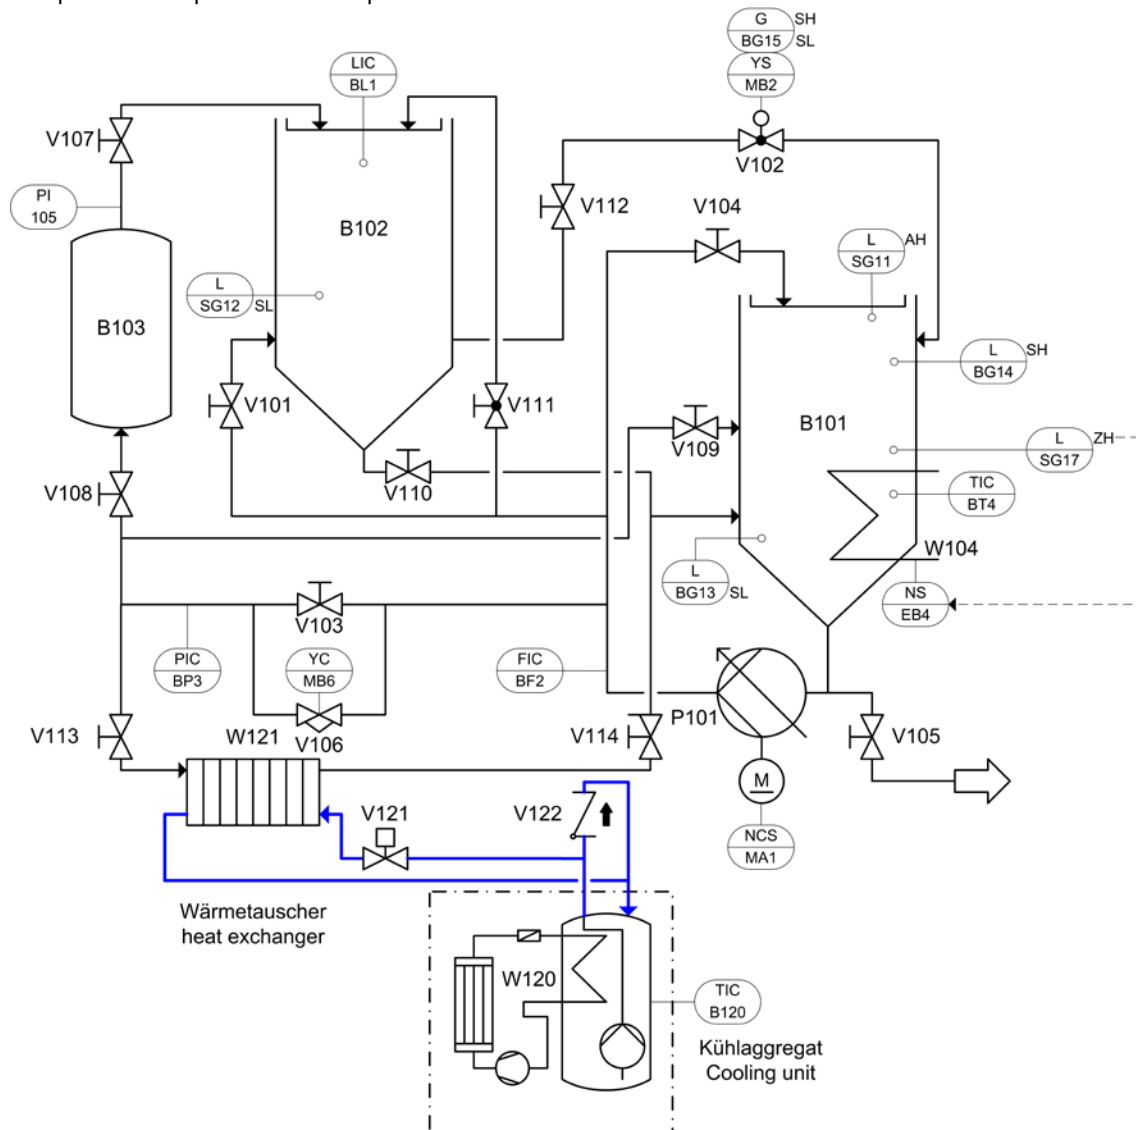 G SH
BG15 SL
YS
MB2
LIC
BL1
V107
V102
PI
105
V112
V104
B102
L AH
SG11
L
SG12 SL
B103
L SH
BG14
V101
V111
B101
L ZH
SG17
V109
V110
V108
TIC
BT4
W104
L
BG13 SL
NS
EB4
V103
PIC
BP3
YC
MB6
FIC
BF2
P101
V113
W121
V106
V114
V105
M
V121
V122
NCS
MA1
Wärmetauscher
heat exchanger
W120
TIC
B120
Kühlaggregat
Cooling unit